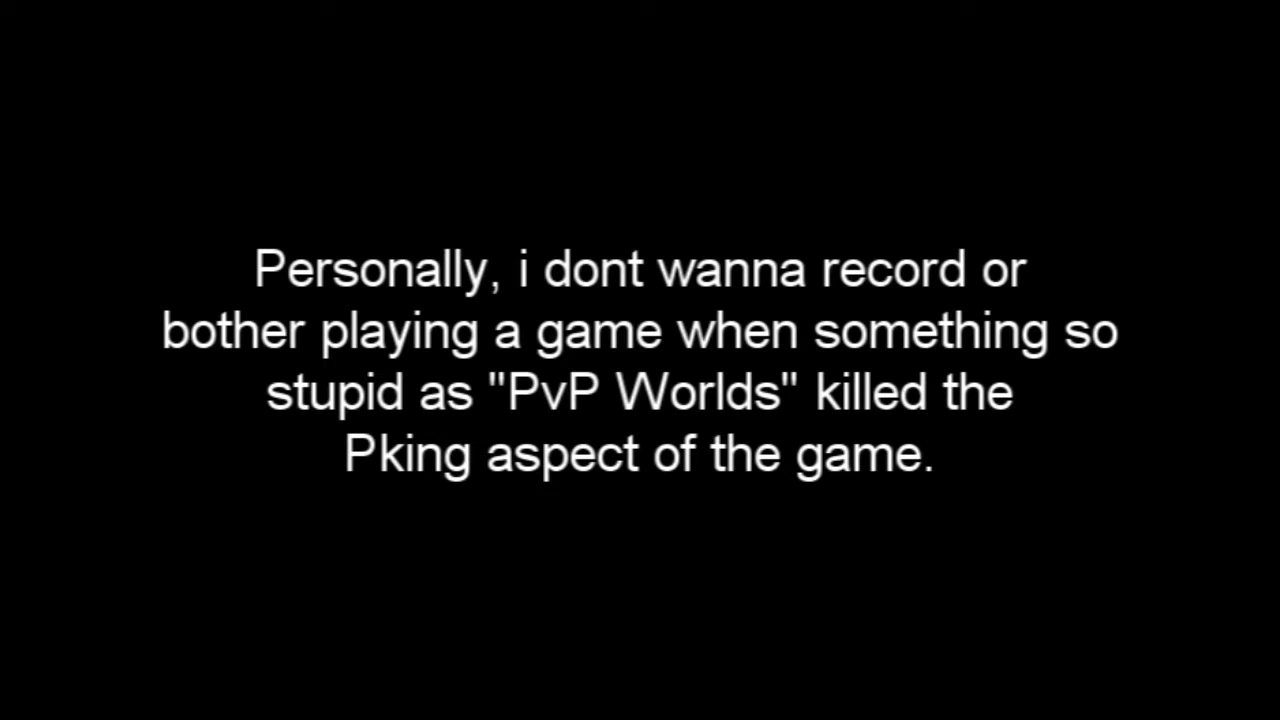 Personally, i dont wanna record or
bother playing a game when something so
stupid as "PvP Worlds" killed the
Pking aspect of the game.